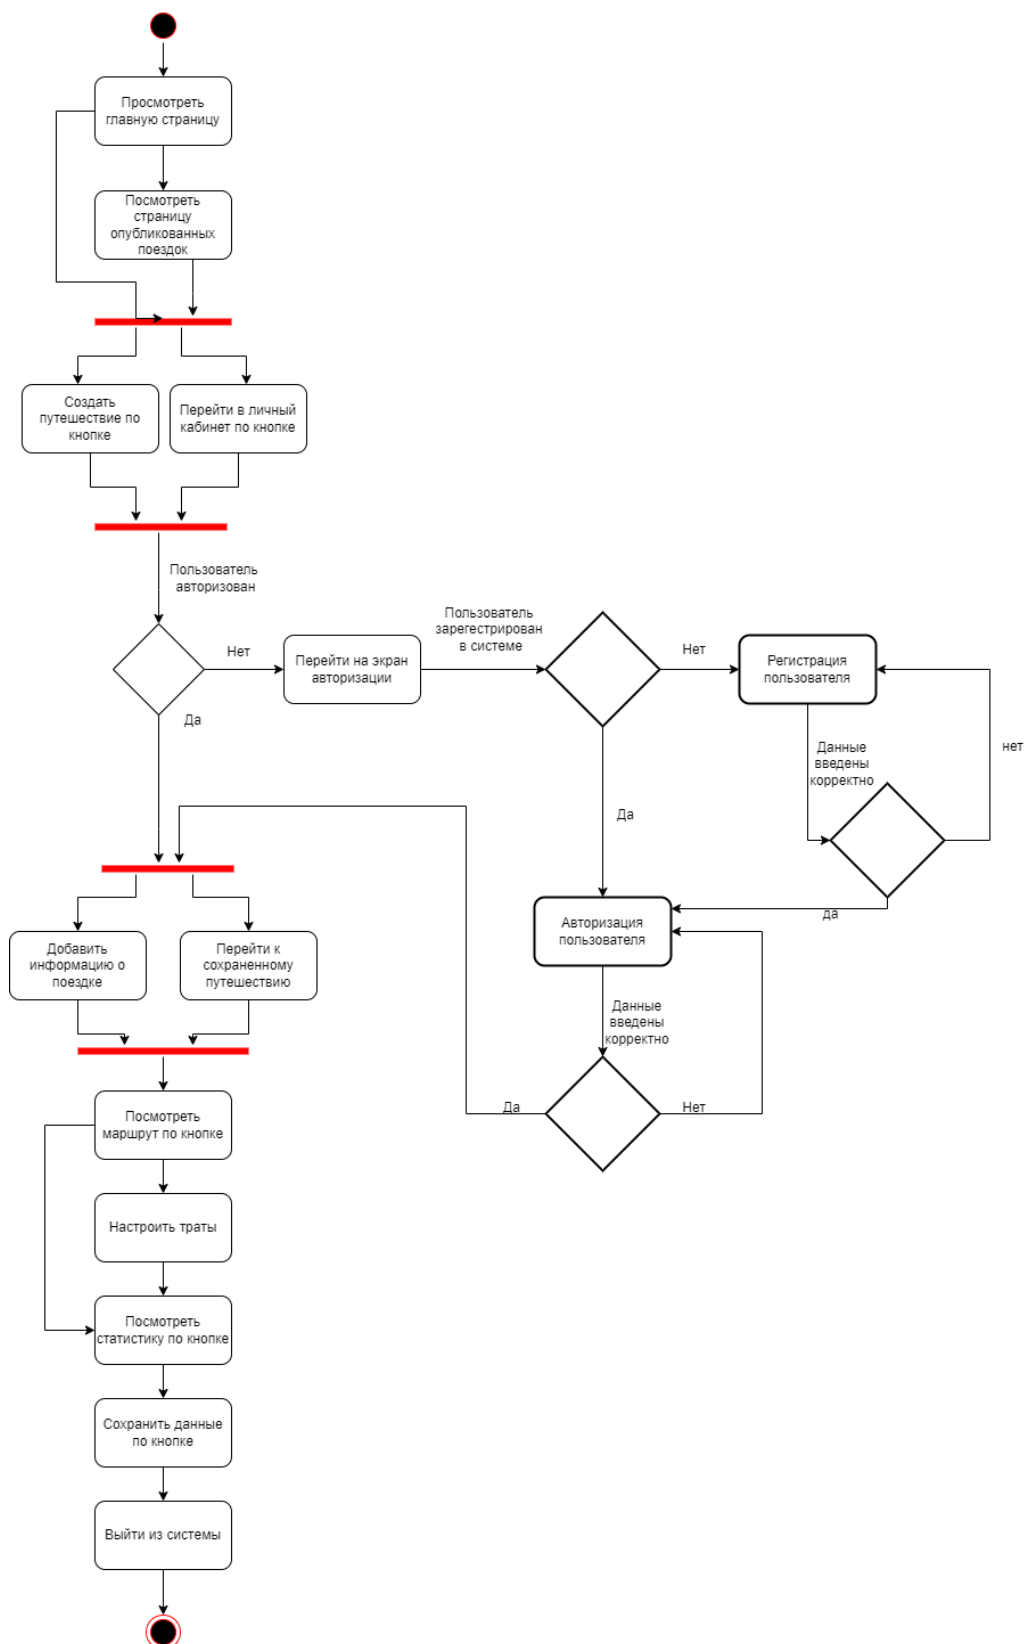 Просмотреть
главную страницу
Посмотреть
страницу
опубликованных
поездок
Создать
путешествие по
кнопке
Перейти в личный
кабинет по кнопке
Пользователь
авторизован
Нет
Перейти на экран
авторизации
Пользователь
зарегестрирован
в системе
Нет
Регистрация
пользователя
Да
Данные
введены
корректно
нет
Да
да
Авторизация
пользователя
Добавить
информацию о
поездке
Перейти к
сохраненному
путешествию
Данные
введены
корректно
Да
Нет
Посмотреть
маршрут по кнопке
Настроить траты
Посмотреть
статистику по кнопке
Сохранить данные
по кнопке
Выйти из системы